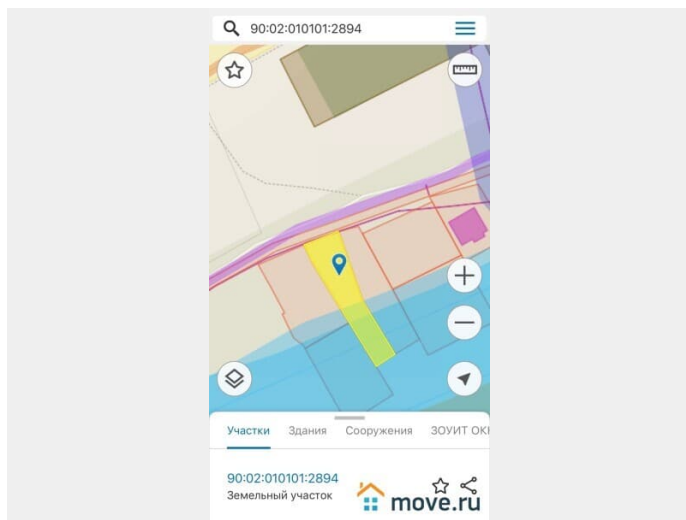 90:02:010101:2894
Участки Здания Сооружения ЗОУИТ ОК
90:02:010101:2894
Земельный участок
move.ru